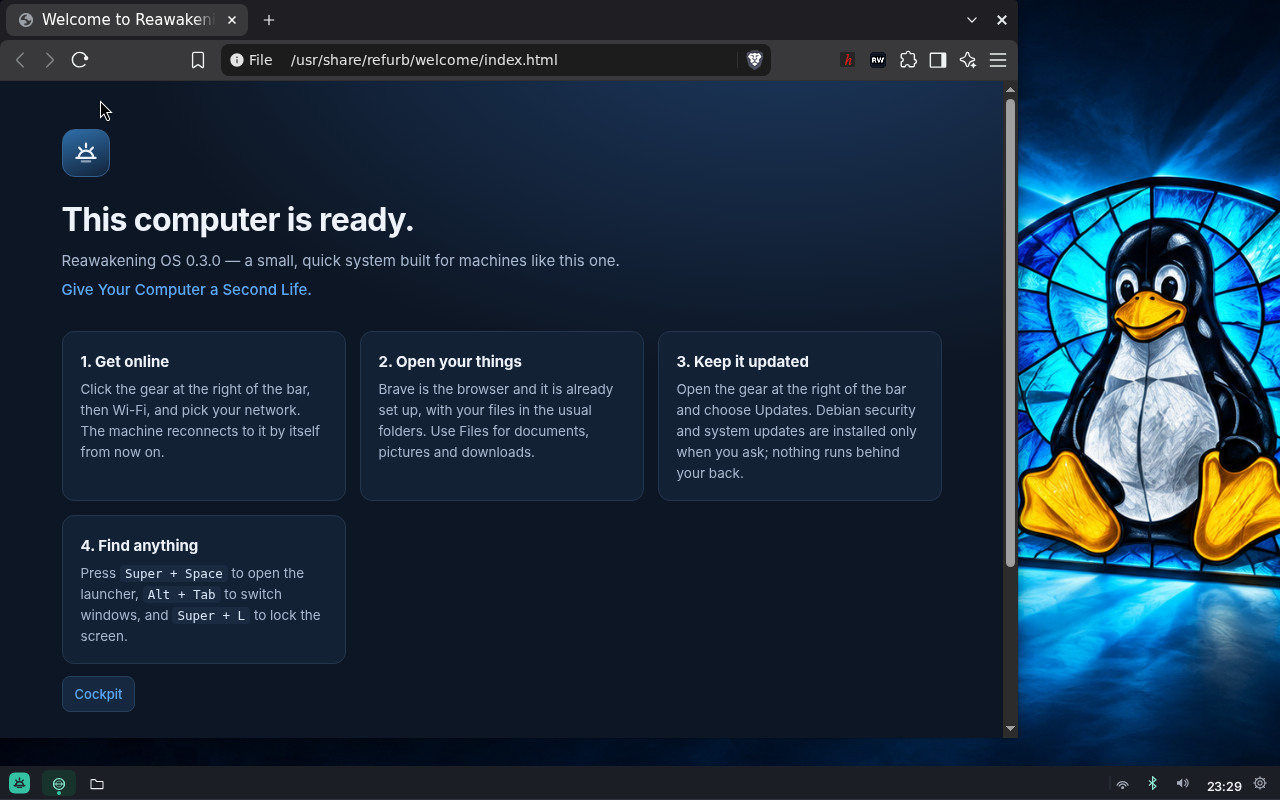 Welcome to Reawakeni
File /usr/share/refurb/welcome/index.html
h RW
This computer is ready.
Reawakening OS 0.3.0 — a small, quick system built for machines like this one.
Give Your Computer a Second Life.
1. Get online
Click the gear at the right of the bar,
then Wi-Fi, and pick your network.
The machine reconnects to it by itself
from now on.
2. Open your things
Brave is the browser and it is already
set up, with your files in the usual
folders. Use Files for documents,
pictures and downloads.
3. Keep it updated
Open the gear at the right of the bar
and choose Updates. Debian security
and system updates are installed only
when you ask; nothing runs behind
your back.
4. Find anything
Press Super + Space to open the
launcher, Alt + Tab to switch
windows, and Super + L to lock the
screen.
Cockpit
23:29